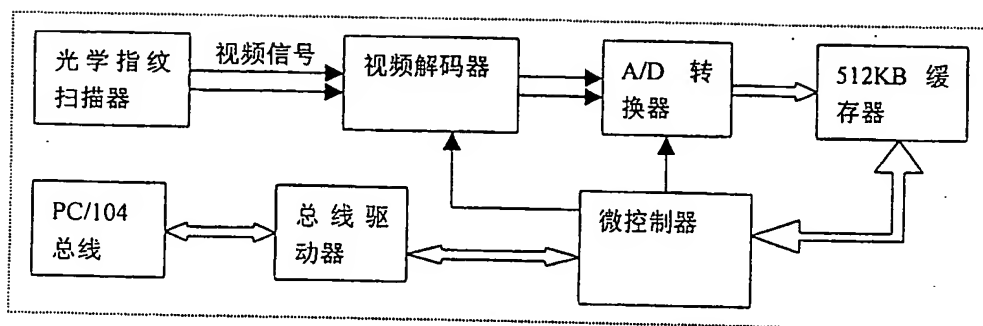 光学指纹
扫描器
视频信号
视频解码器
A/D 转
换器
512KB 缓
存器
PC/104
总线
总线驱
动器
微控制器